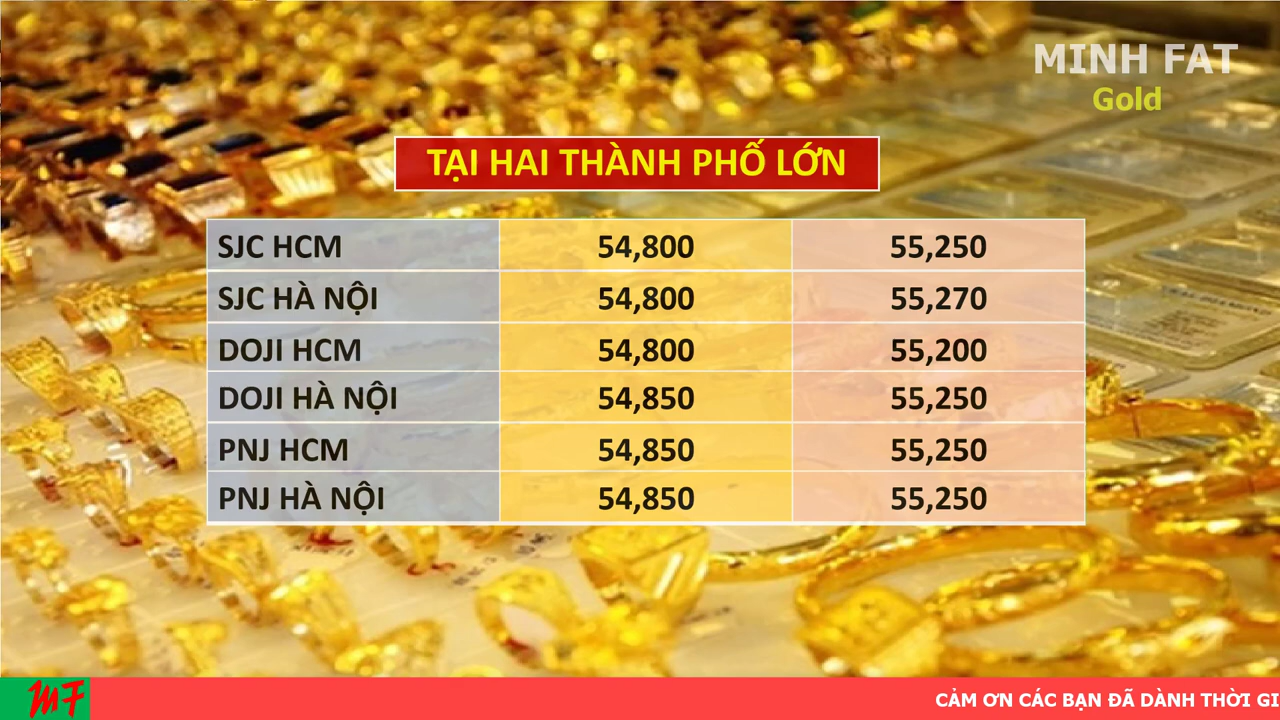 MINH FAT
Gold
TẠI HAI THÀNH PHỐ LỚN
SJC HCM 54,800 55,250
SJC HÀ NỘI 54,800 55,270
DOJI HCM 54,800 55,200
DOJI HÀ NỘI 54,850 55,250
PNJ HCM 54,850 55,250
PNJ HÀ NỘI 54,850 55,250
MF CẢM ƠN CÁC BẠN ĐÃ DÀNH THỜI GI